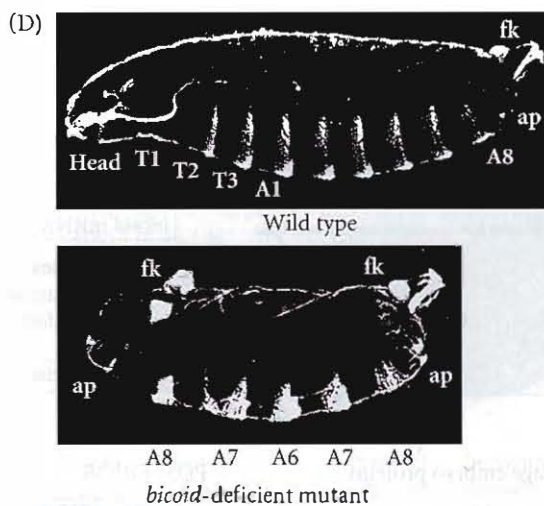 (D)
fk
ap
Head T1 T2 T3 A1 A8
Wild type
fk fk
ap ap
A8 A7 A6 A7 A8
bicoid-deficient mutant